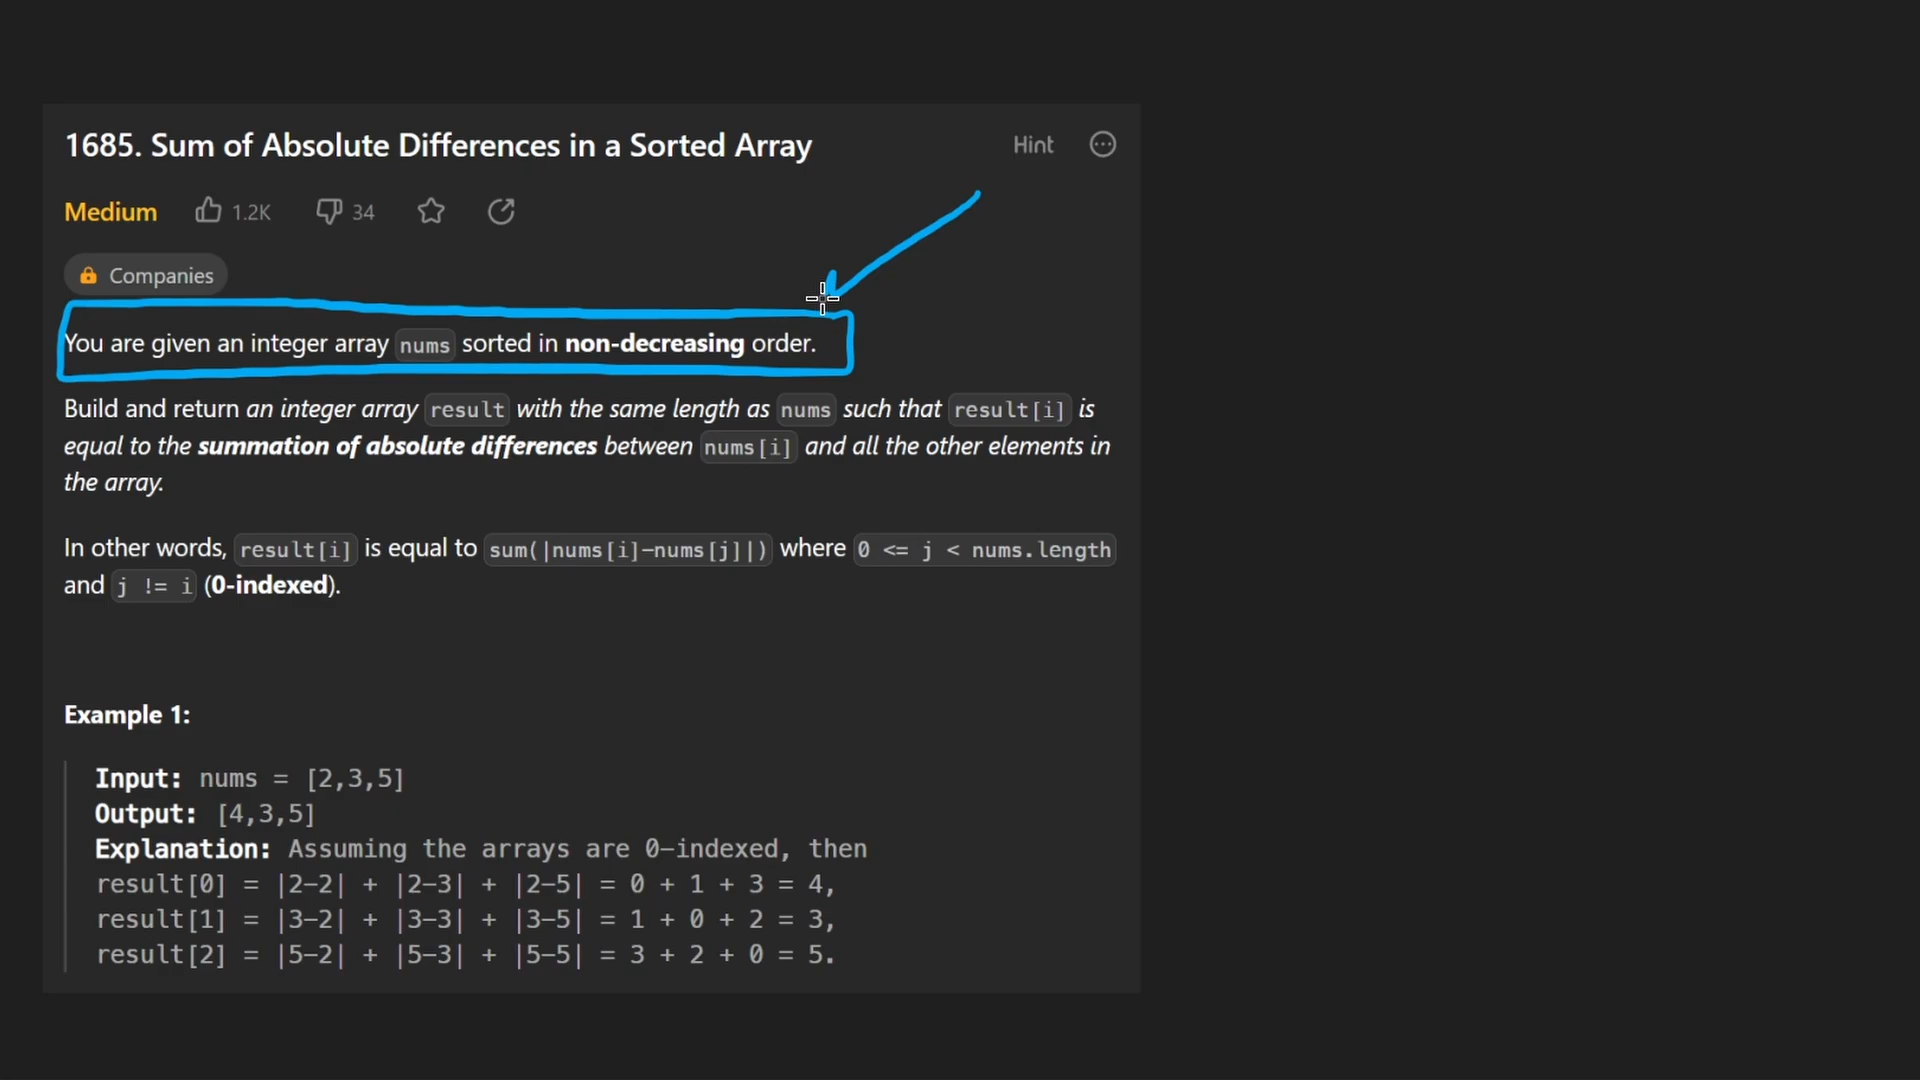 1685. Sum of Absolute Differences in a Sorted Array
Hint
Medium 1.2K 34
Companies
You are given an integer array nums sorted in non-decreasing order.
Build and return an integer array result with the same length as nums such that result[i] is
equal to the summation of absolute differences between nums[i] and all the other elements in
the array.
In other words, result[i] is equal to sum(|nums[i]-nums[j]|) where 0 <= j < nums.length
and j != i (0-indexed).
Example 1:
Input: nums = [2,3,5]
Output: [4,3,5]
Explanation: Assuming the arrays are 0-indexed, then
result[0] = |2-2| + |2-3| + |2-5| = 0 + 1 + 3 = 4,
result[1] = |3-2| + |3-3| + |3-5| = 1 + 0 + 2 = 3,
result[2] = |5-2| + |5-3| + |5-5| = 3 + 2 + 0 = 5.